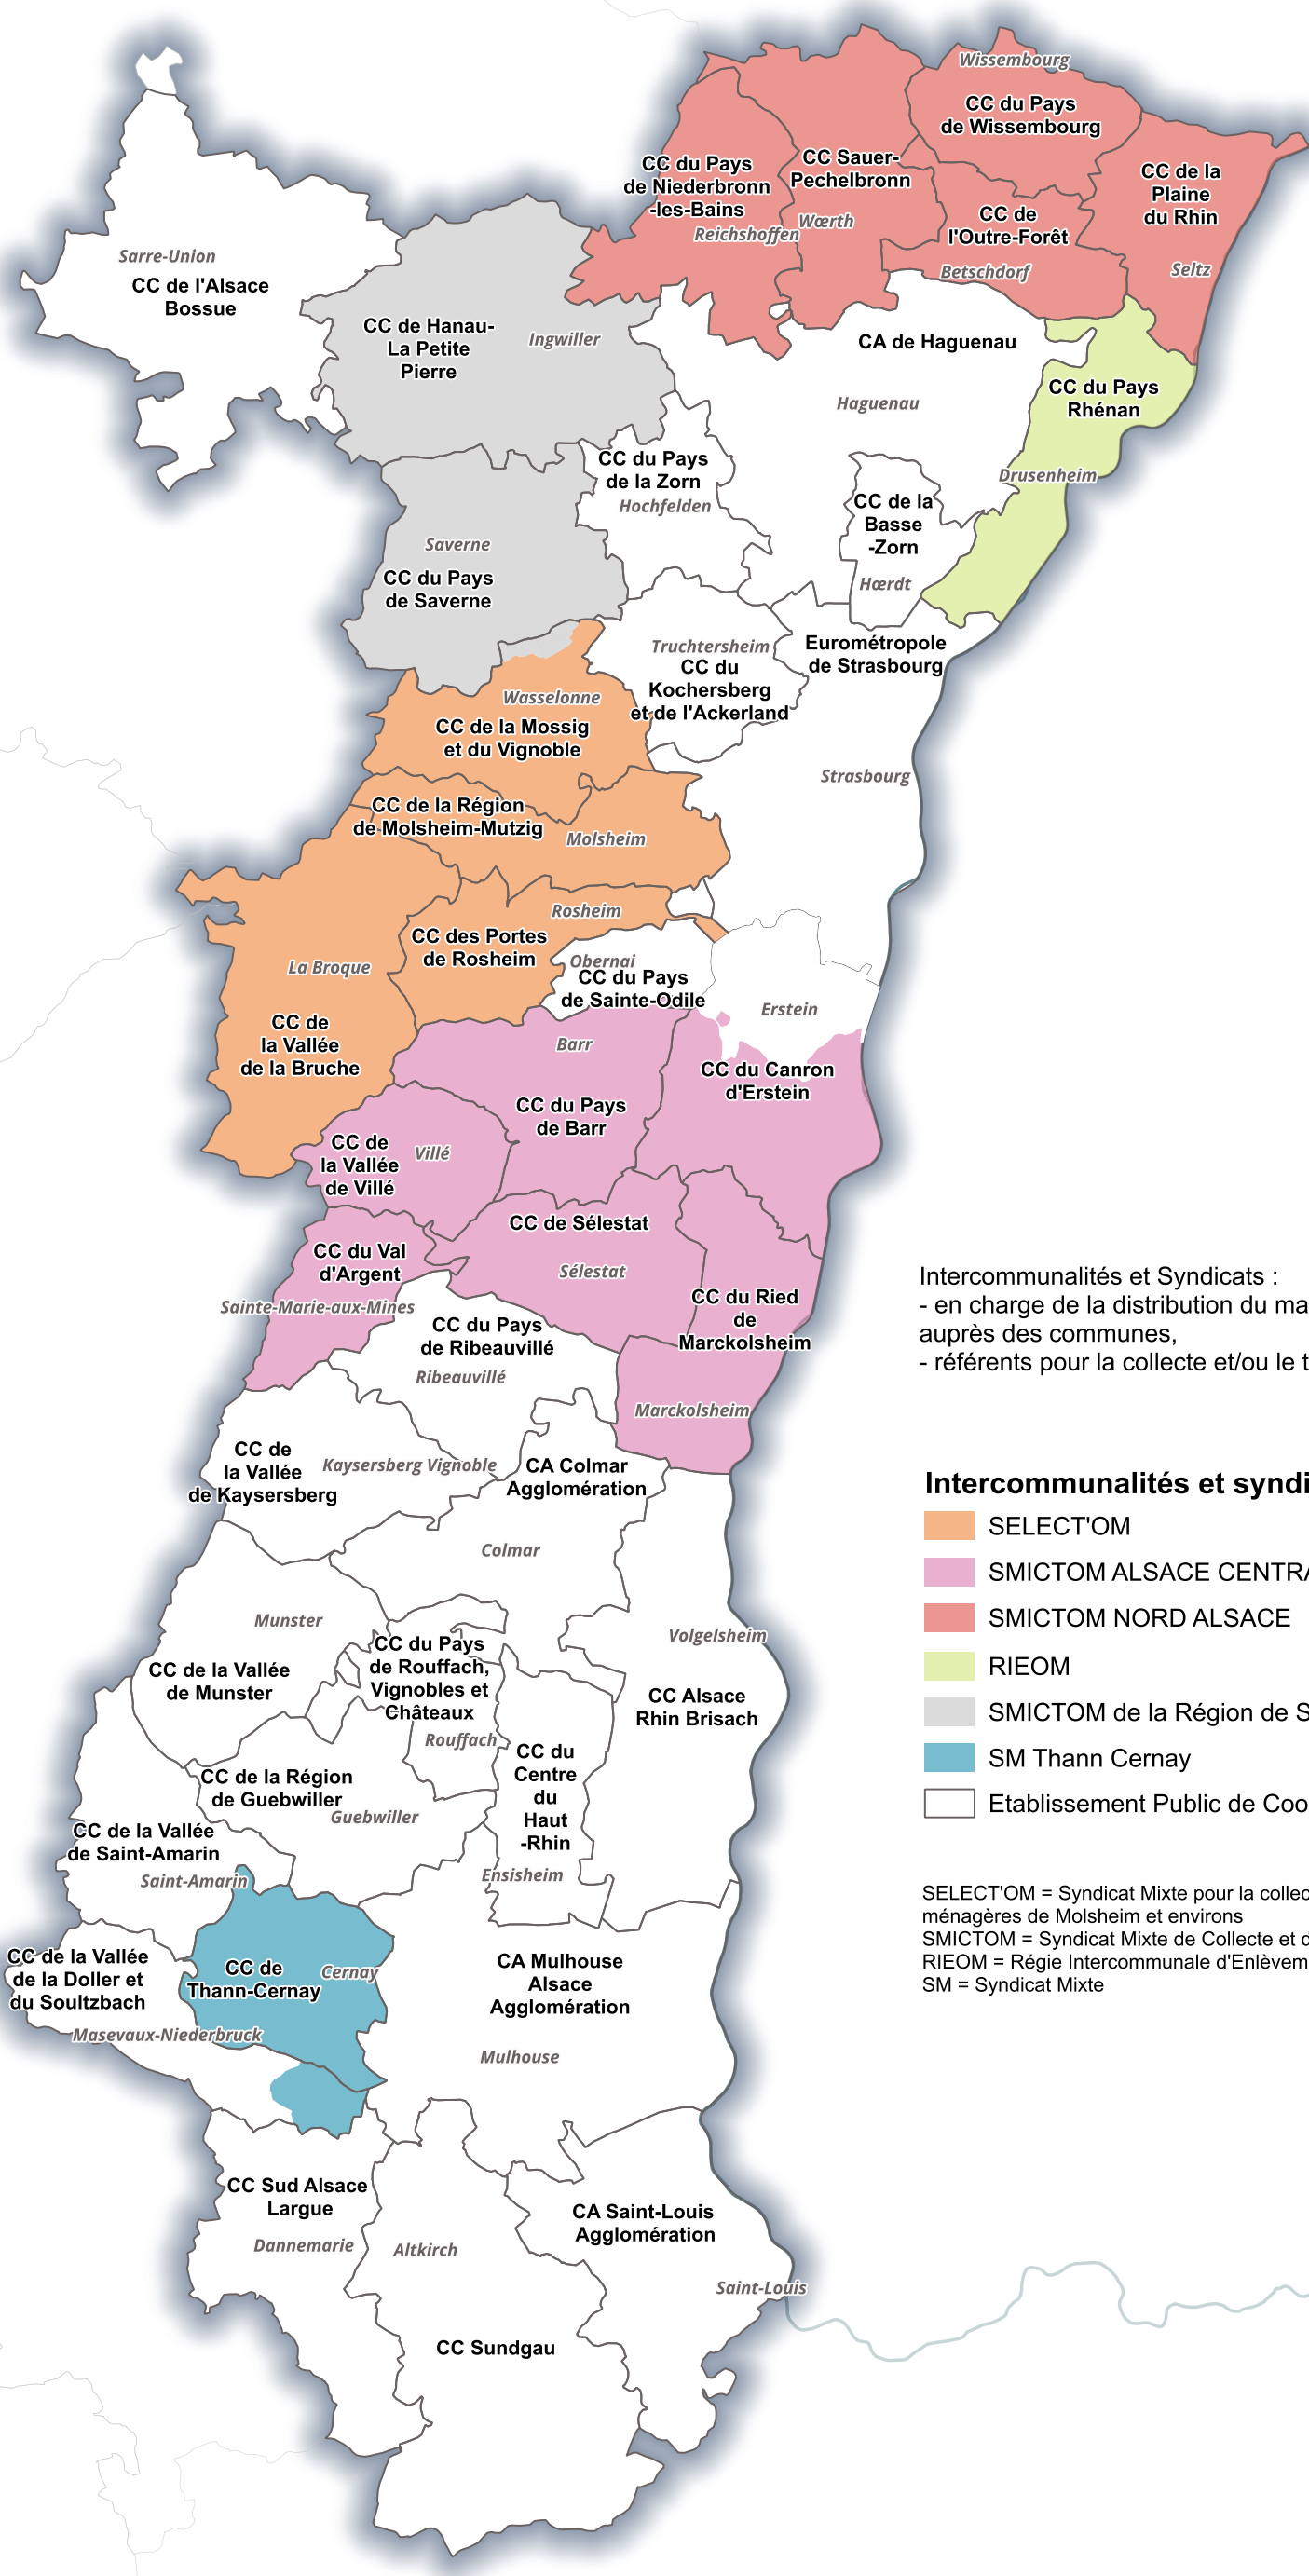 Wissembourg
CC du Pays
de Wissembourg
CC du Pays
de Niederbronn
-les-Bains
Reichshoffen
CC Sauer-
Pechelbronn
Wœrth
CC de la
Plaine
du Rhin
Seltz
CC de
l'Outre-Forêt
Betschdorf
Sarre-Union
CC de l'Alsace
Bossue
CC de Hanau-
La Petite
Pierre
Ingwiller
CA de Haguenau
Haguenau
CC du Pays
Rhénan
Drusenheim
CC du Pays
de la Zorn
Hochfelden
CC de la
Basse
-Zorn
Hœrdt
Saverne
CC du Pays
de Saverne
Truchtersheim
CC du
Kochersberg
et de l'Ackerland
Eurométropole
de Strasbourg
Strasbourg
Wasselonne
CC de la Mossig
et du Vignoble
CC de la Région
de Molsheim-Mutzig
Molsheim
Rosheim
CC des Portes
de Rosheim
La Broque
CC de
la Vallée
de la Bruche
Obernai
CC du Pays
de Sainte-Odile
Erstein
CC du Canron
d'Erstein
Barr
CC du Pays
de Barr
CC de
la Vallée
de Villé
Villé
CC de Sélestat
Sélestat
CC du Val
d'Argent
Sainte-Marie-aux-Mines
CC du Ried
de
Marckolsheim
Marckolsheim
CC du Pays
de Ribeauvillé
Ribeauvillé
CC de
la Vallée
de Kaysersberg
Kaysersberg Vignoble
CA Colmar
Agglomération
Colmar
Munster
CC de la Vallée
de Munster
CC du Pays
de Rouffach,
Vignobles et
Châteaux
Rouffach
Volgelsheim
CC Alsace
Rhin Brisach
CC de la Région
de Guebwiller
Guebwiller
CC du
Centre
du
Haut
-Rhin
Ensisheim
CC de la Vallée
de Saint-Amarin
Saint-Amarin
CC de la Vallée
de la Doller et
du Soultzbach
Masevaux-Niederbruck
CC de
Thann-Cernay
Cernay
CA Mulhouse
Alsace
Agglomération
Mulhouse
CC Sud Alsace
Largue
Dannemarie
Altkirch
CA Saint-Louis
Agglomération
Saint-Louis
CC Sundgau
Intercommunalités et Syndicats :
- en charge de la distribution du ma
auprès des communes,
- référents pour la collecte et/ou le t
Intercommunalités et syndi
SELECT'OM
SMICTOM ALSACE CENTRA
SMICTOM NORD ALSACE
RIEOM
SMICTOM de la Région de S
SM Thann Cernay
Etablissement Public de Coo
SELECT'OM = Syndicat Mixte pour la collec
ménagères de Molsheim et environs
SMICTOM = Syndicat Mixte de Collecte et d
RIEOM = Régie Intercommunale d'Enlèvem
SM = Syndicat Mixte